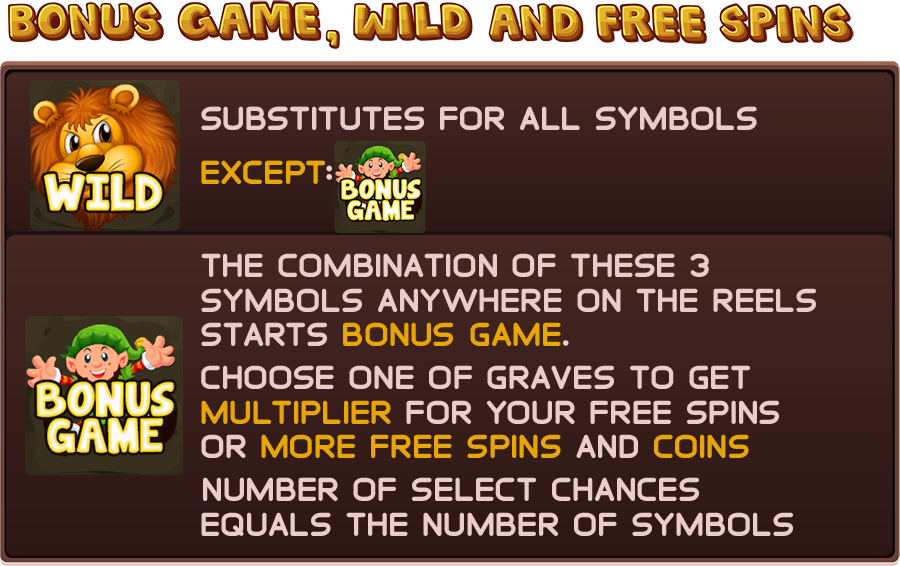 BONUS GAME, WILD AND FREE SPINS
WILD
SUBSTITUTES FOR ALL SYMBOLS
EXCEPT:
BONUS
GAME
THE COMBINATION OF THESE 3
SYMBOLS ANYWHERE ON THE REELS
STARTS BONUS GAME.
BONUS
GAME
CHOOSE ONE OF GRAVES TO GET
MULTIPLIER FOR YOUR FREE SPINS
OR MORE FREE SPINS AND COINS
NUMBER OF SELECT CHANCES
EQUALS THE NUMBER OF SYMBOLS